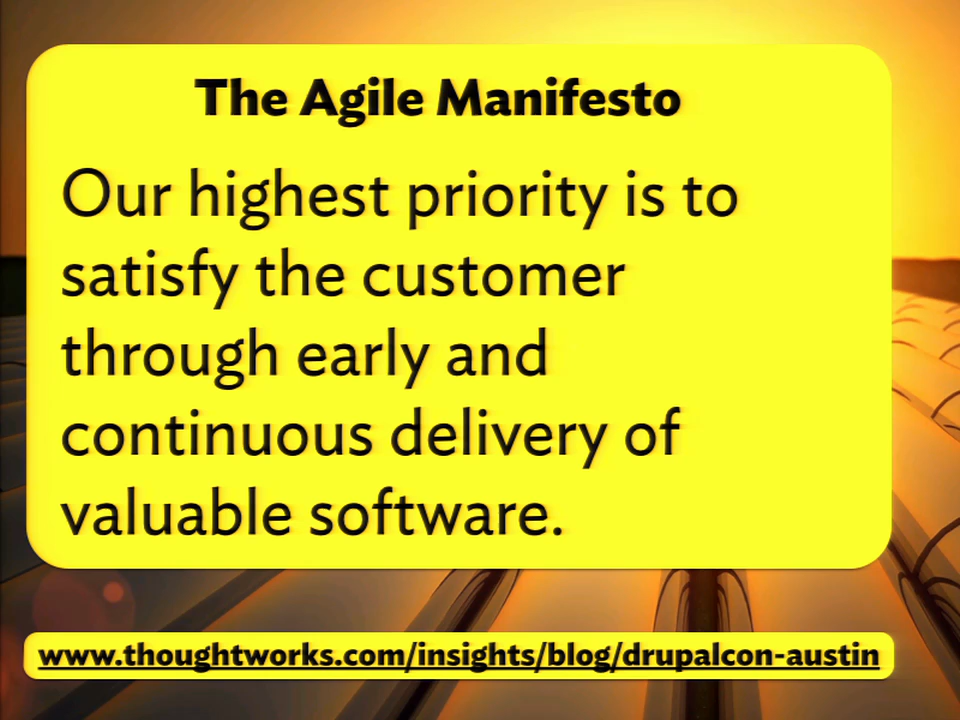 The Agile Manifesto
Our highest priority is to
satisfy the customer
through early and
continuous delivery of
valuable software.
www.thoughtworks.com/insights/blog/drupalcon-austin